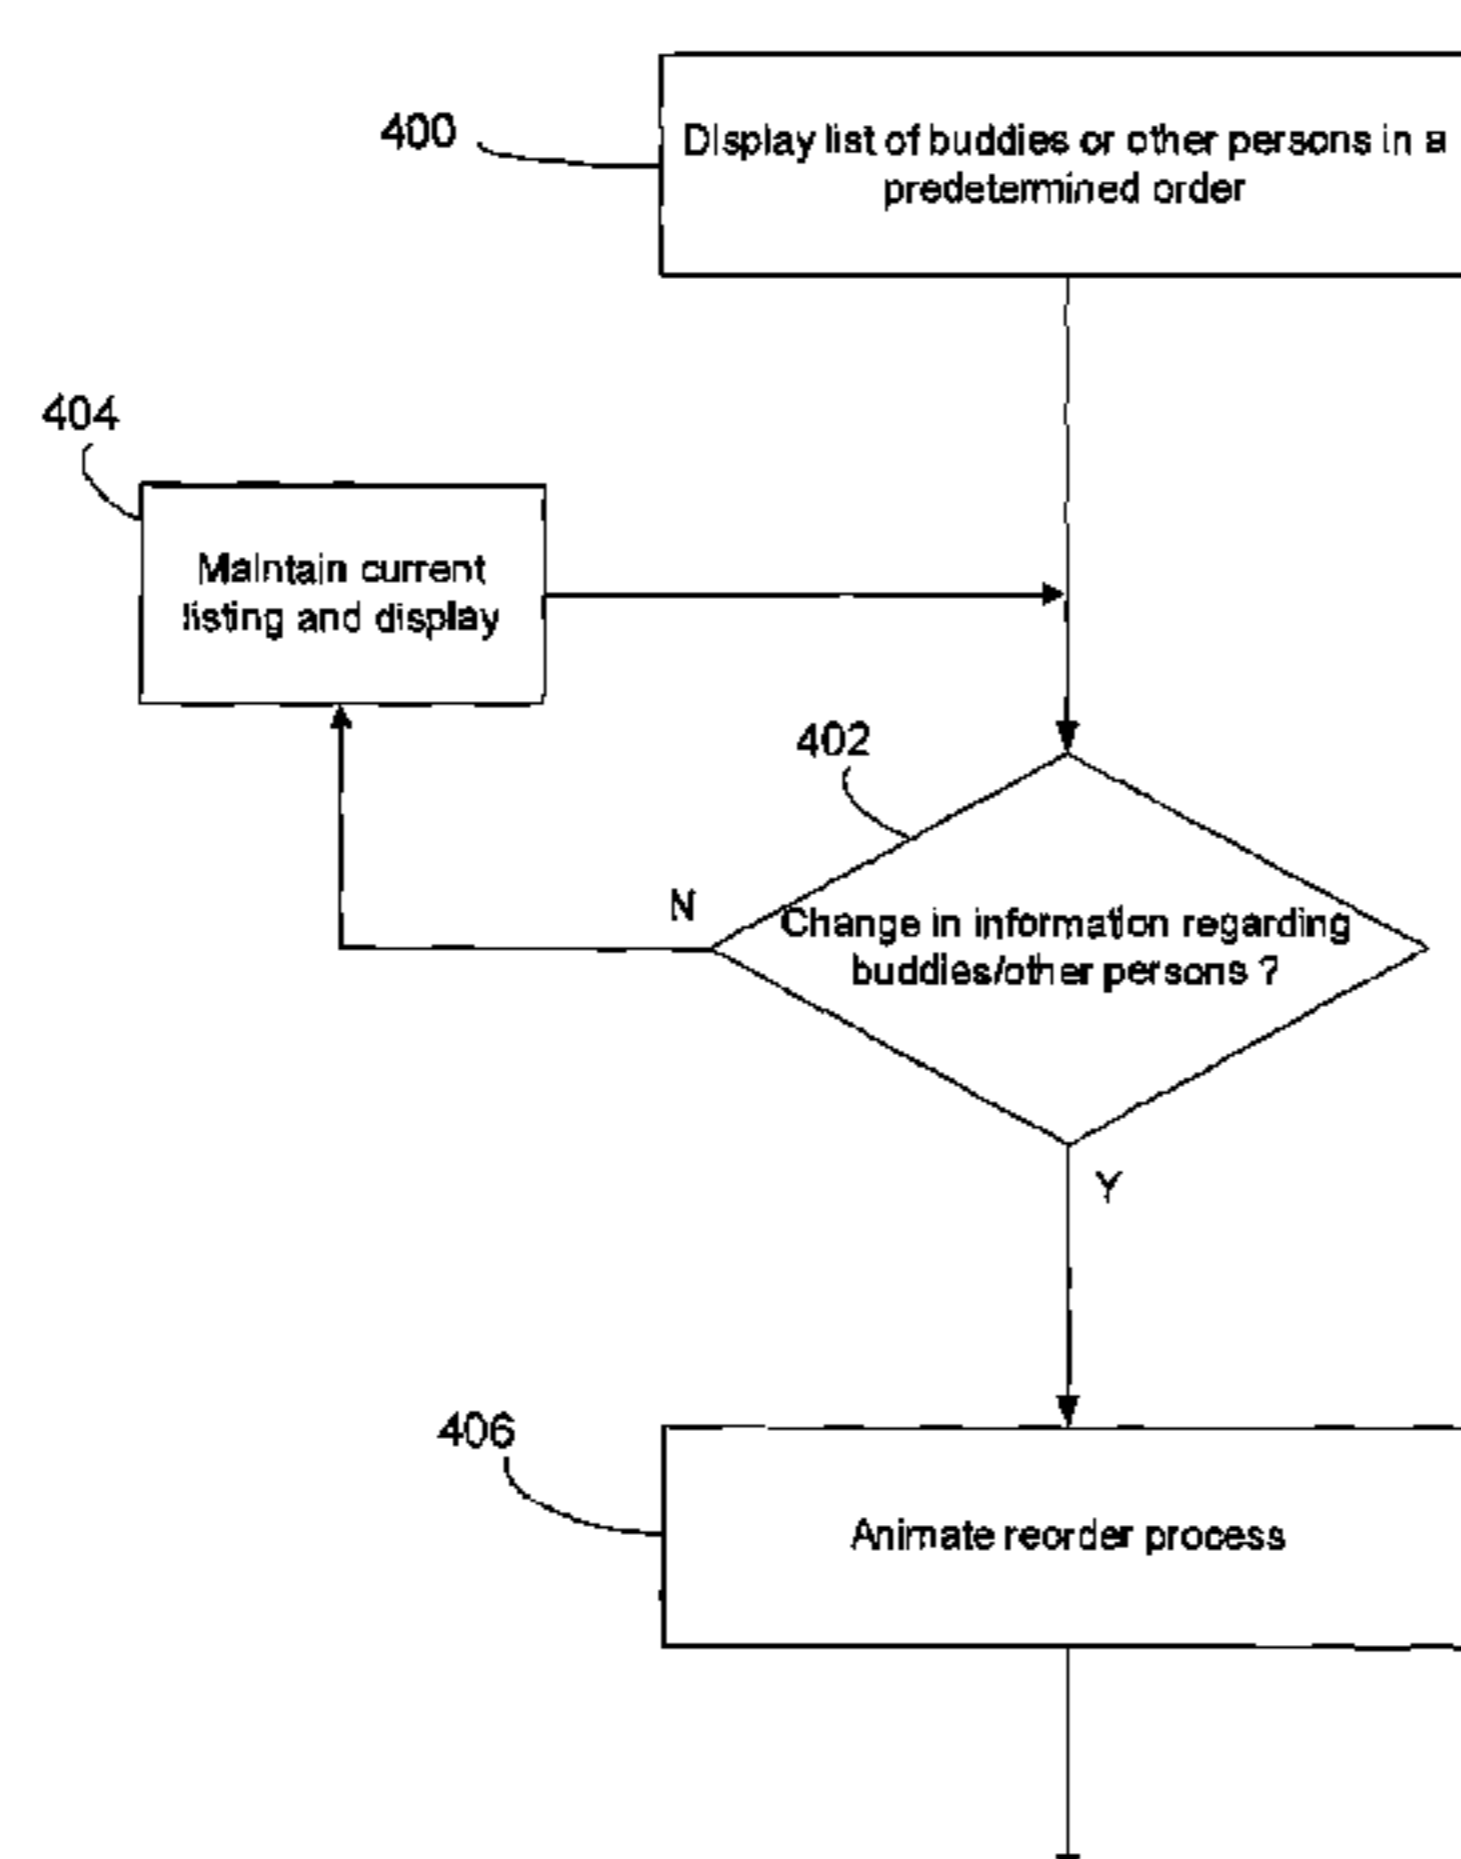 400
Display list of buddies or other persons in a
predetermined order
404
Maintain current
listing and display
402
N
Change in information regarding
buddies/other persons ?
Y
406
Animate reorder process